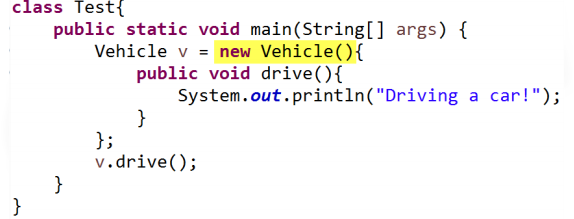 class Test{
    public static void main(String[] args) {
        Vehicle v = new Vehicle(){
            public void drive(){
                System.out.println("Driving a car!");
            }
        };
        v.drive();
    }
}